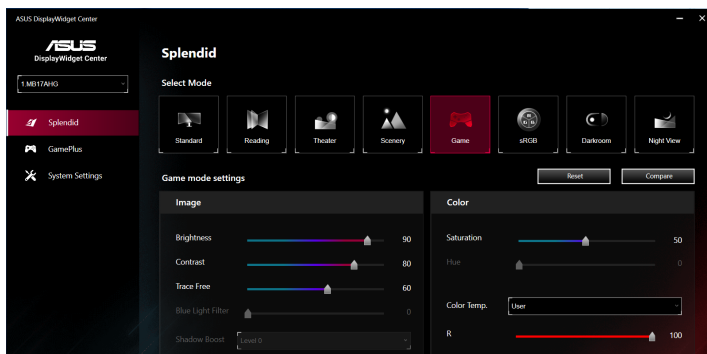 ASUS DisplayWidget Center
ASUS
DisplayWidget Center
1.MB17AHG
Splendid
GamePlus
System Settings
Splendid
Select Mode
Standard Reading Theater Scenery Game sRGB Darkroom Night View
Game mode settings Reset Compare
Image Color
Brightness 90 Saturation 50
Contrast 80 Hue 0
Trace Free 60
Blue Light Filter 0 Color Temp. User
Shadow Boost Level 0 R 100